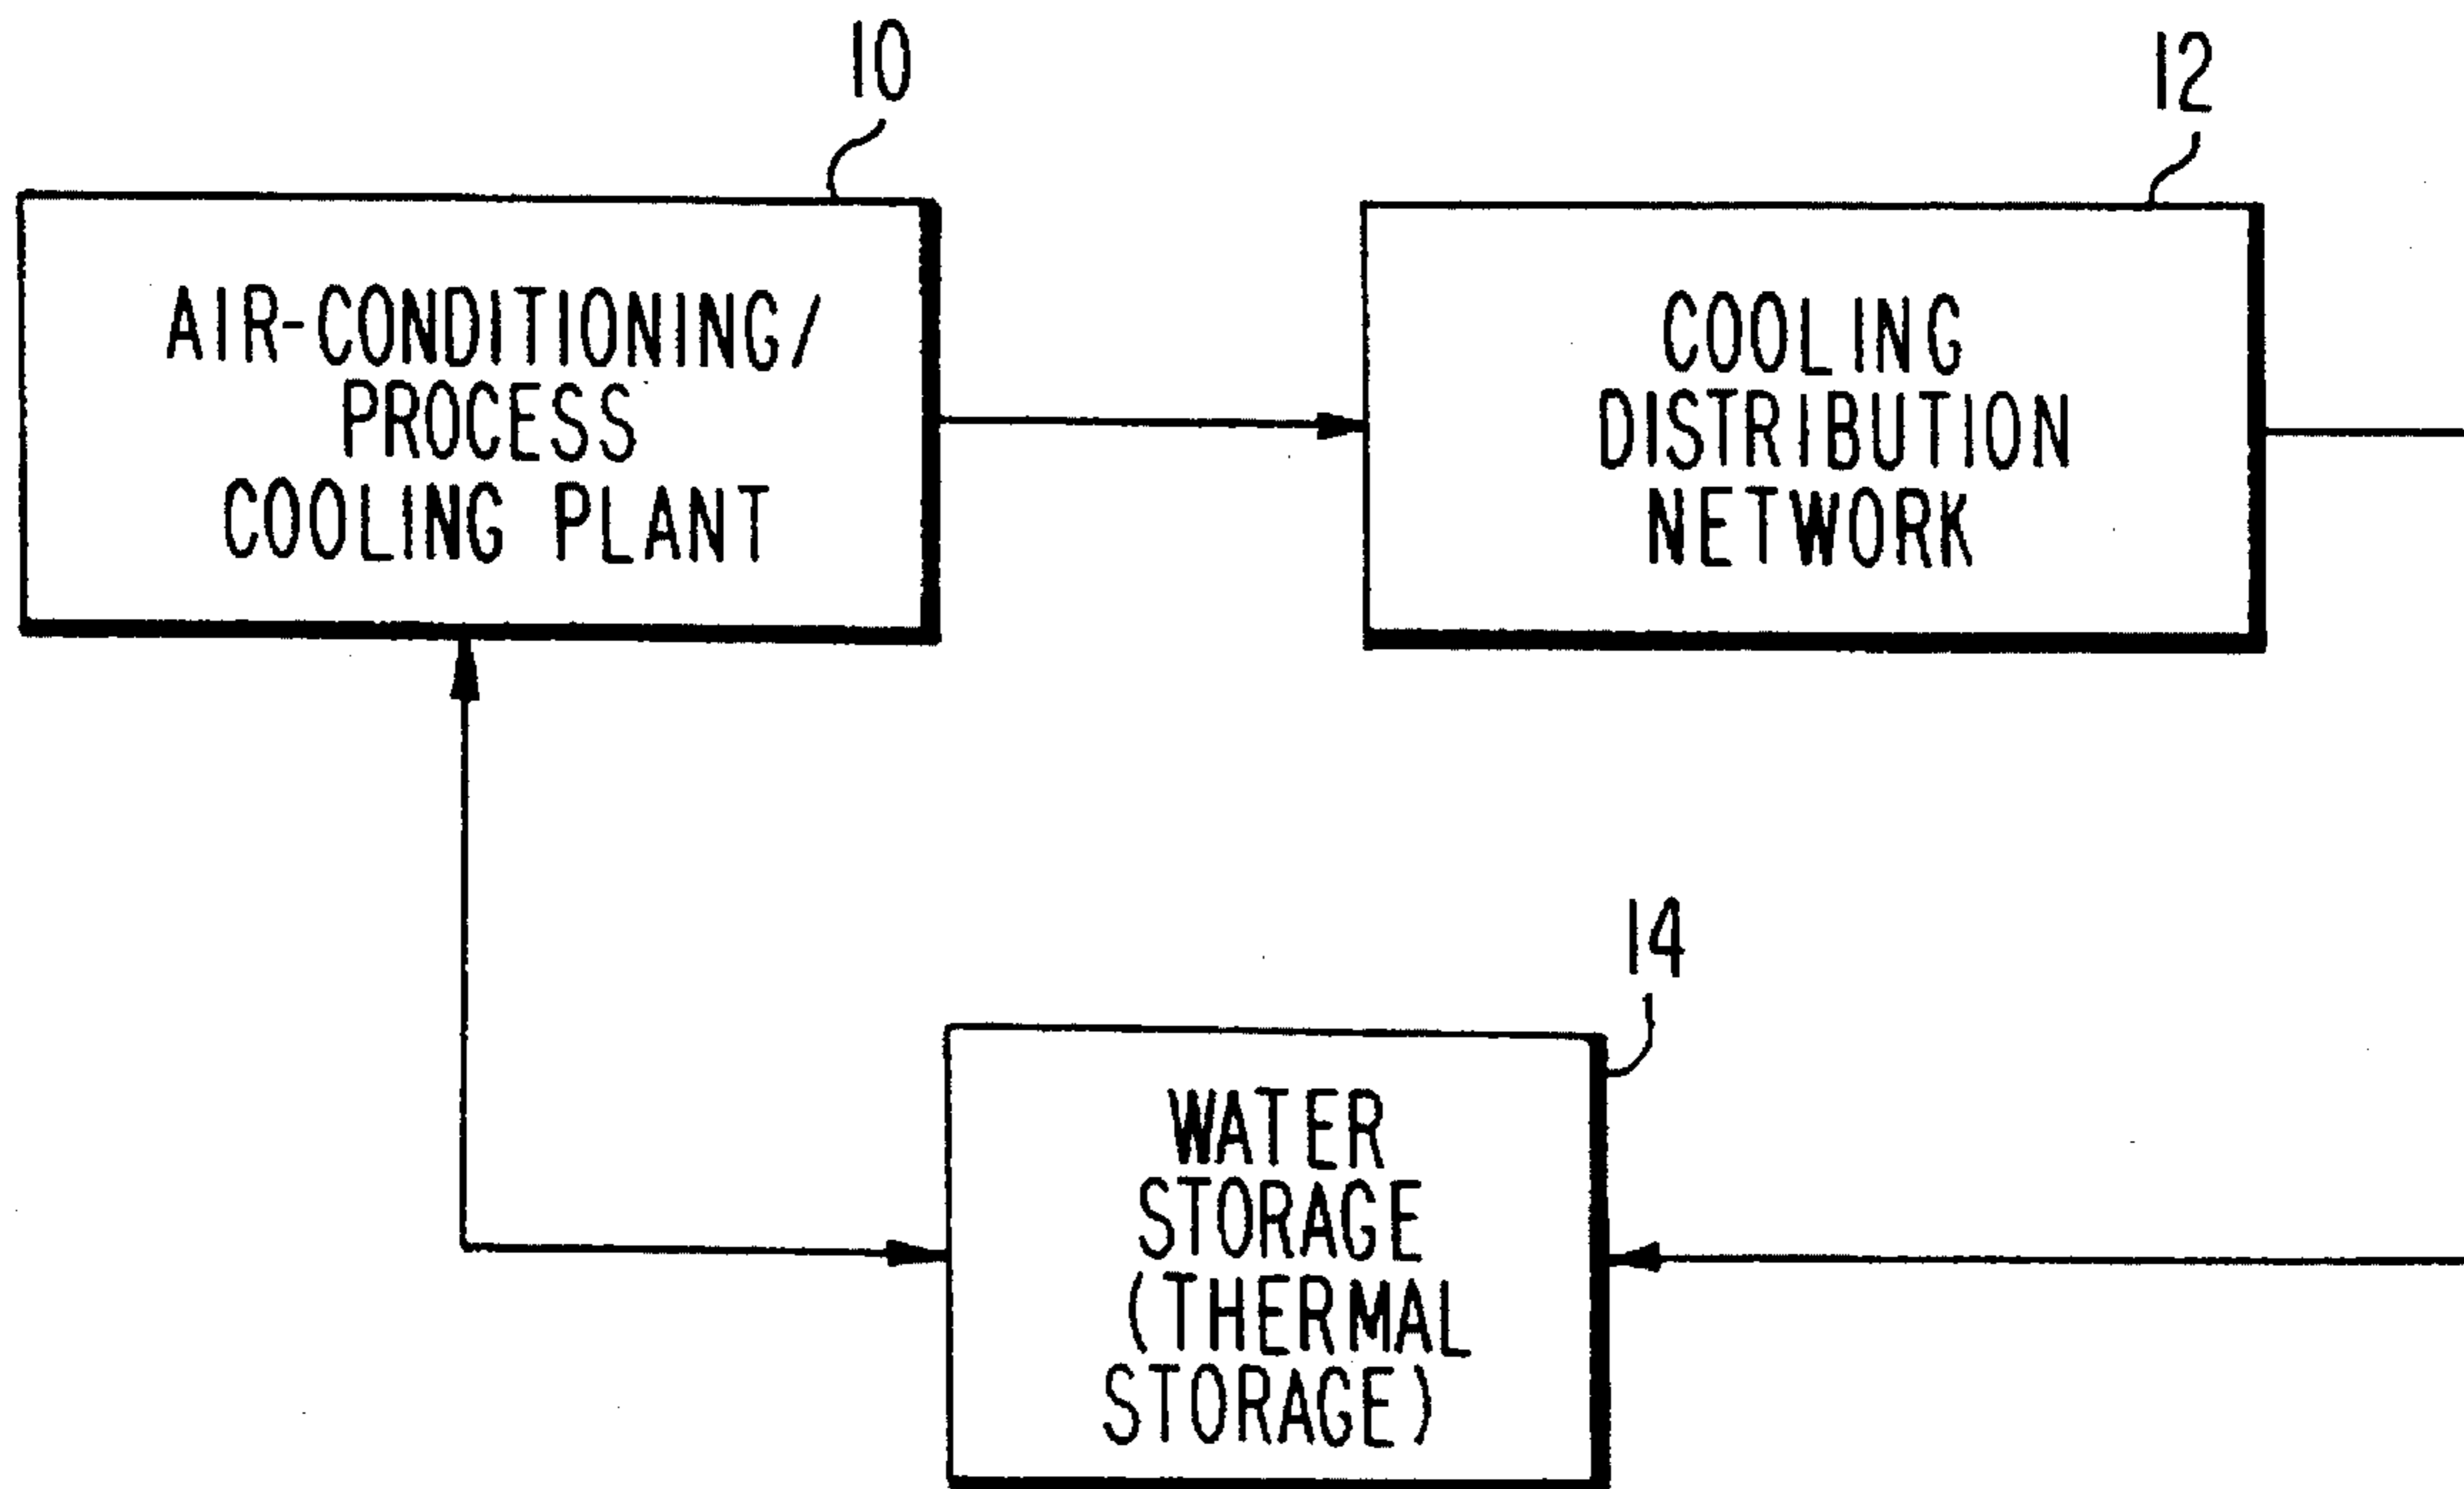 10
12
AIR-CONDITIONING/
PROCESS
COOLING PLANT
COOLING
DISTRIBUTION
NETWORK
14
WATER
STORAGE
(THERMAL
STORAGE)